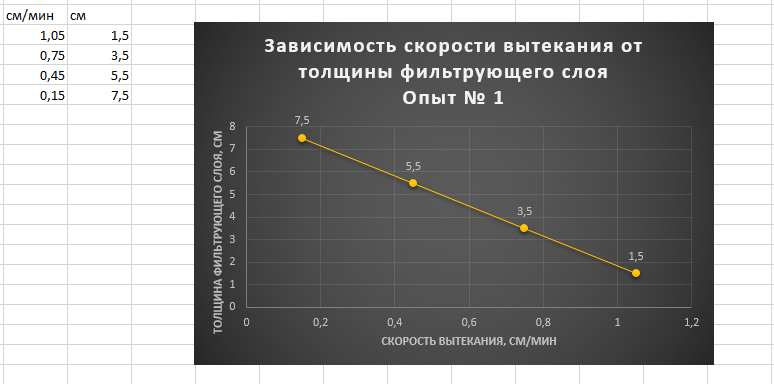 см/мин см
1,05 1,5
0,75 3,5
0,45 5,5
0,15 7,5
Зависимость скорости вытекания от
толщины фильтрующего слоя
Опыт № 1
ТОЛЩИНА ФИЛЬТРУЮЩЕГО СЛОЯ, СМ
8
7
6
5
4
3
2
1
0
7,5
5,5
3,5
1,5
0 0,2 0,4 0,6 0,8 1 1,2
СКОРОСТЬ ВЫТЕКАНИЯ, СМ/МИН